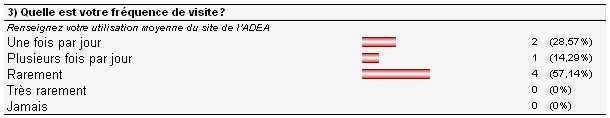 3) Quelle est votre fréquence de visite?
Renseignez votre utilisation moyenne du site de l'ADEA
Une fois par jour 2 (28,57%)
Plusieurs fois par jour 1 (14,29%)
Rarement 4 (57,14%)
Très rarement 0 (0%)
Jamais 0 (0%)